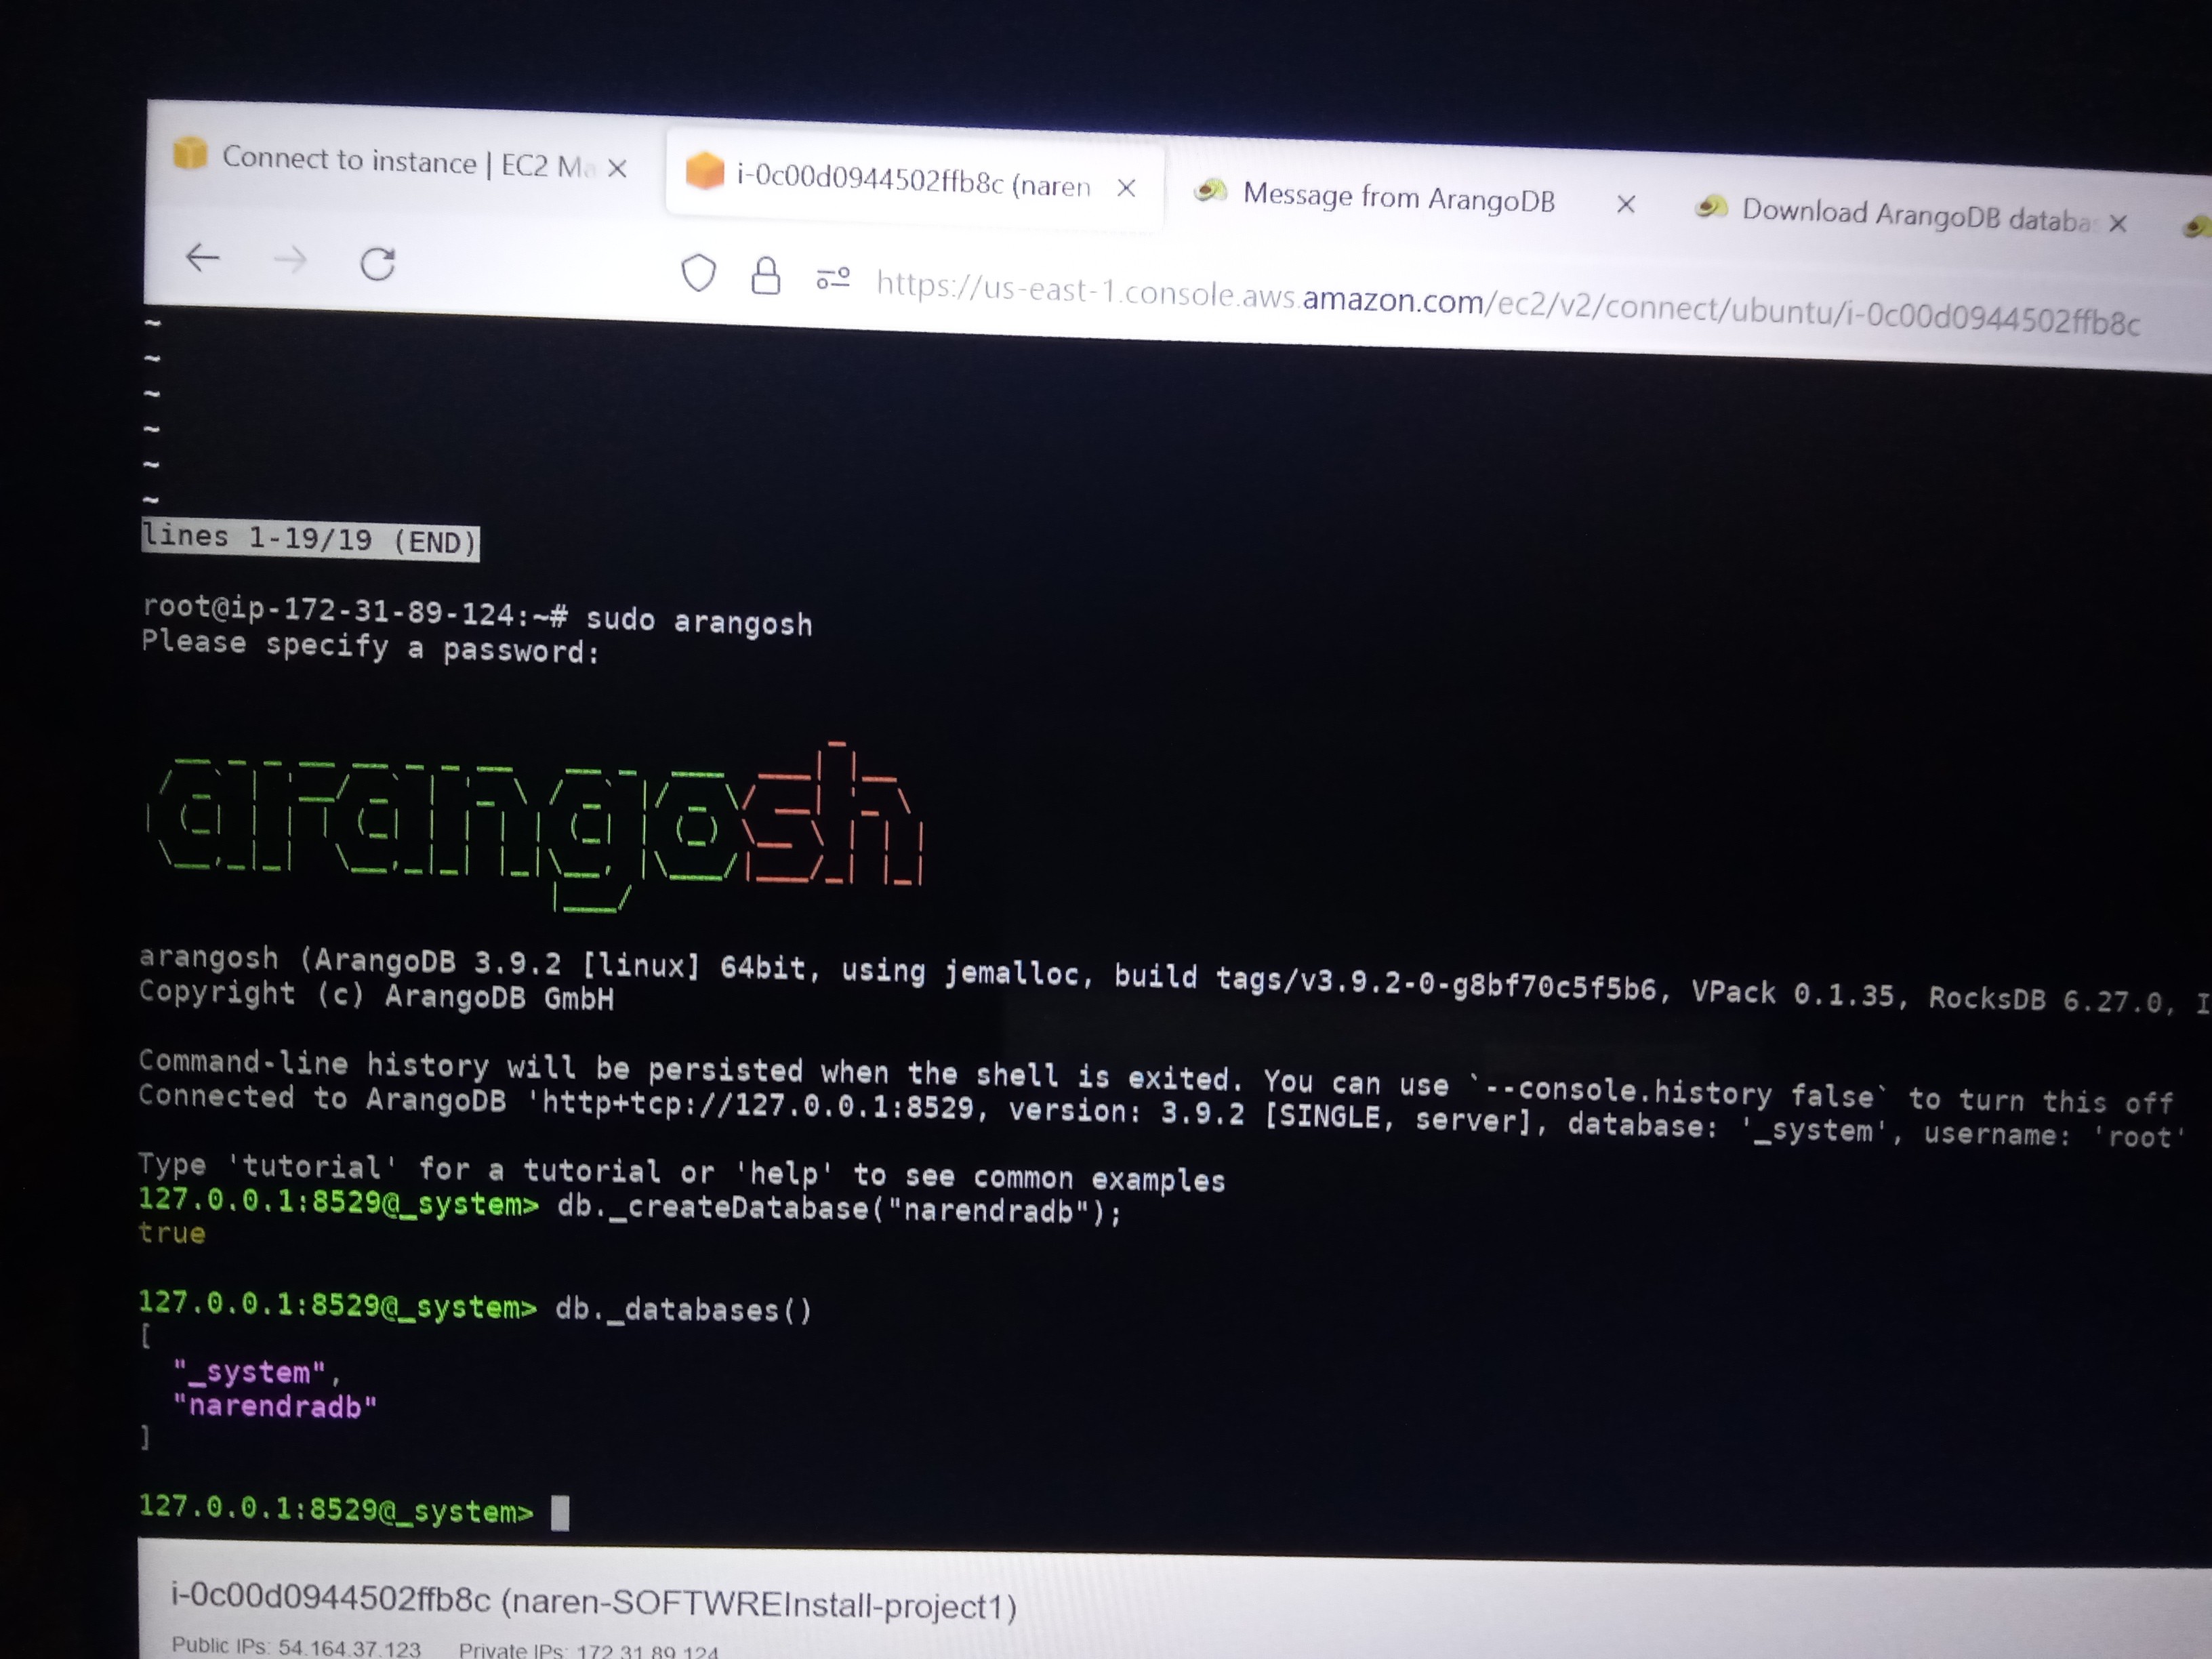 Connect to instance | EC2 Ma
i-0c00d0944502ffb8c (naren
Message from ArangoDB
Download ArangoDB databa
https://us-east-1.console.aws.amazon.com/ec2/v2/connect/ubuntu/i-0c00d0944502ffb8c
~
~
~
~
~
~
lines 1-19/19 (END)
root@ip-172-31-89-124:~# sudo arangosh
Please specify a password:
arangosh
arangosh (ArangoDB 3.9.2 [linux] 64bit, using jemalloc, build tags/v3.9.2-0-g8bf70c5f5b6, VPack 0.1.35, RocksDB 6.27.0, I
Copyright (c) ArangoDB GmbH
Command-line history will be persisted when the shell is exited. You can use `--console.history false` to turn this off
Connected to ArangoDB 'http+tcp://127.0.0.1:8529, version: 3.9.2 [SINGLE, server], database: '_system', username: 'root'
Type 'tutorial' for a tutorial or 'help' to see common examples
127.0.0.1:8529@_system> db._createDatabase("narendradb");
true
127.0.0.1:8529@_system> db._databases()
[
"_system",
"narendradb"
]
127.0.0.1:8529@_system>
i-0c00d0944502ffb8c (naren-SOFTWREInstall-project1)
Public IPs: 54.164.37.123 Private IPs: 172.31.89.124